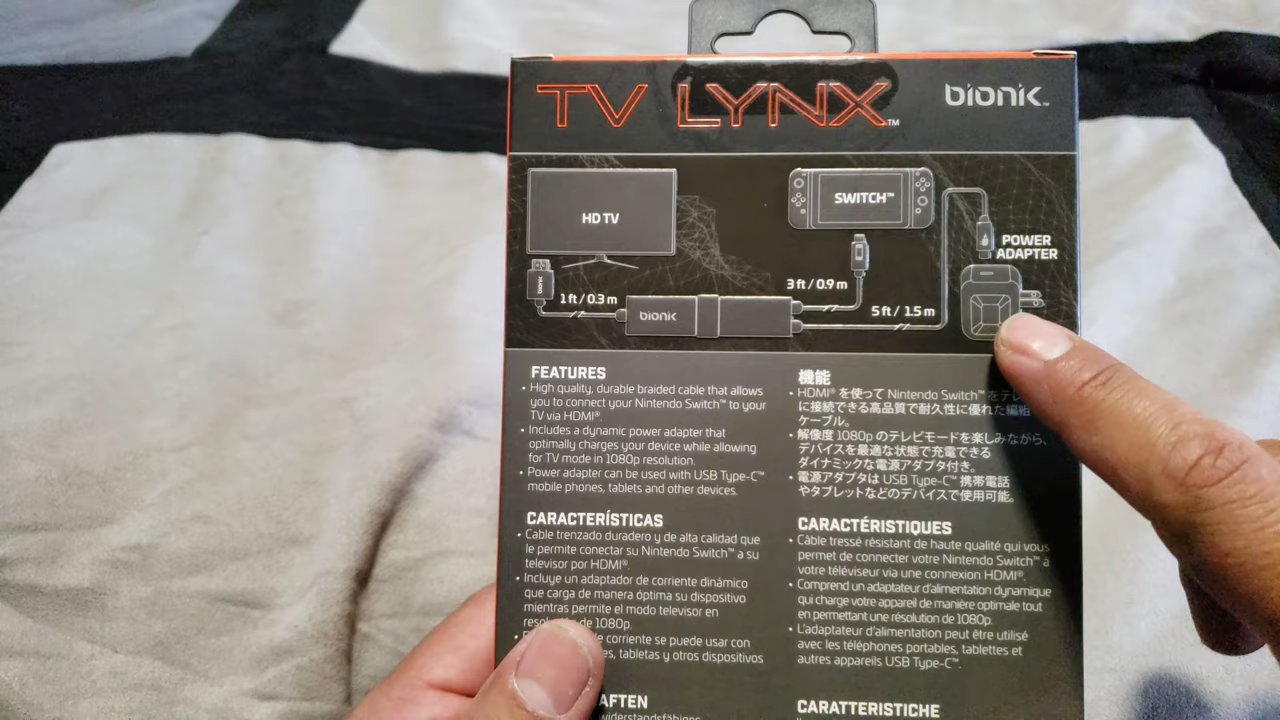 TV LYNX™
bionik™
HD TV
SWITCH™
POWER
ADAPTER
HDMI
1 ft / 0.3 m
bionik
3 ft / 0.9 m
5 ft / 1.5 m
FEATURES
• High quality, durable braided cable that allows
you to connect your Nintendo Switch™ to your
TV via HDMI®.
• Includes a dynamic power adapter that
optimally charges your device while allowing
for TV mode in 1080p resolution.
• Power adapter can be used with USB Type-C™
mobile phones, tablets and other devices.
機能
• HDMI® を使って Nintendo Switch™ をテレ
に接続できる高品質で耐久性に優れた編組
ケーブル。
• 解像度 1080p のテレビモードを楽しみながら、
デバイスを最適な状態で充電できる
ダイナミックな電源アダプタ付き。
• 電源アダプタは USB Type-C™ 携帯電話
やタブレットなどのデバイスで使用可能。
CARACTERÍSTICAS
• Cable trenzado duradero y de alta calidad que
le permite conectar su Nintendo Switch™ a su
televisor por HDMI®.
• Incluye un adaptador de corriente dinámico
que carga de manera óptima su dispositivo
mientras permite el modo televisor en
de 1080p.
• de corriente se puede usar con
tabletas y otros dispositivos
CARACTÉRISTIQUES
• Câble tressé résistant de haute qualité qui vous
permet de connecter votre Nintendo Switch™ à
votre téléviseur via une connexion HDMI®.
• Comprend un adaptateur d'alimentation dynamique
qui charge votre appareil de manière optimale tout
en permettant une résolution de 1080p.
• L'adaptateur d'alimentation peut être utilisé
avec les téléphones portables, tablettes et
autres appareils USB Type-C™.
AFTEN
widerstandsfähiges
CARATTERISTICHE